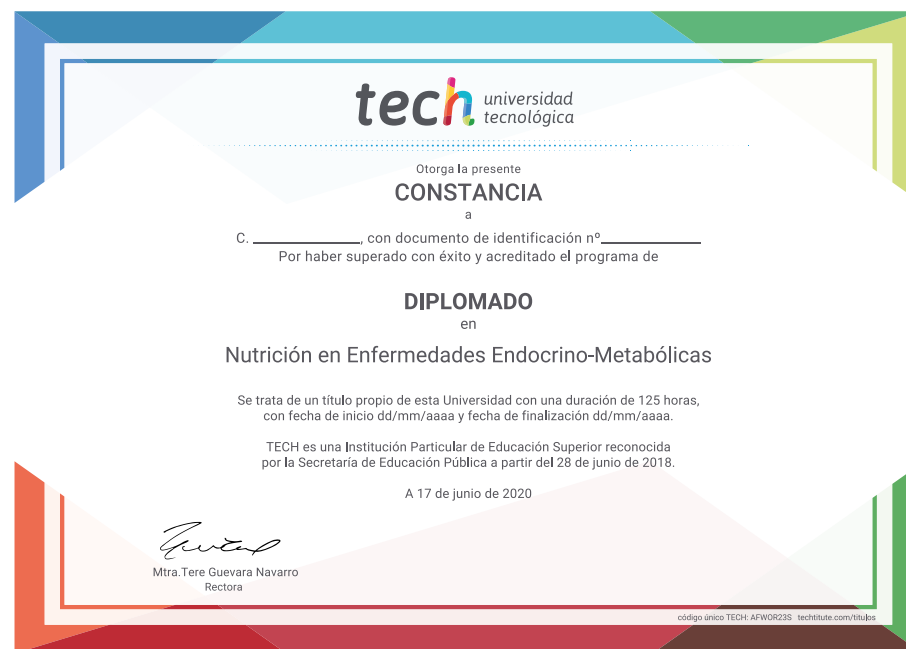 tech universidad
tecnológica
Otorga la presente
CONSTANCIA
a
C. ____________, con documento de identificación nº____________
Por haber superado con éxito y acreditado el programa de
DIPLOMADO
en
Nutrición en Enfermedades Endocrino-Metabólicas
Se trata de un título propio de esta Universidad con una duración de 125 horas,
con fecha de inicio dd/mm/aaaa y fecha de finalización dd/mm/aaaa.
TECH es una Institución Particular de Educación Superior reconocida
por la Secretaría de Educación Pública a partir del 28 de junio de 2018.
A 17 de junio de 2020
Mtra.Tere Guevara Navarro
Rectora
código único TECH: AFWOR23S techtitute.com/titulos